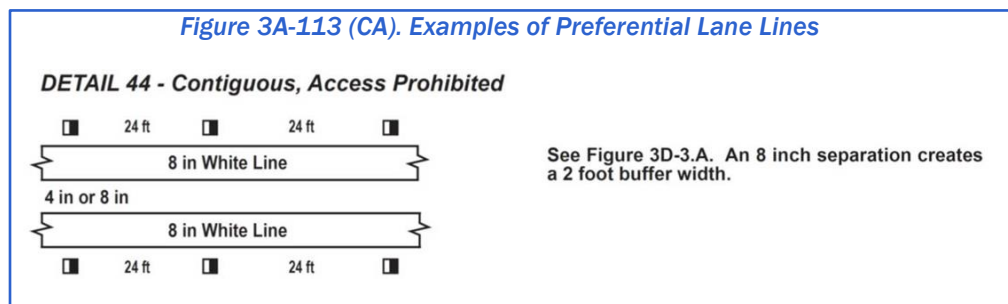 Figure 3A-113 (CA). Examples of Preferential Lane Lines
DETAIL 44 - Contiguous, Access Prohibited
24 ft 24 ft
8 in White Line
See Figure 3D-3.A. An 8 inch separation creates
a 2 foot buffer width.
4 in or 8 in
8 in White Line
24 ft 24 ft